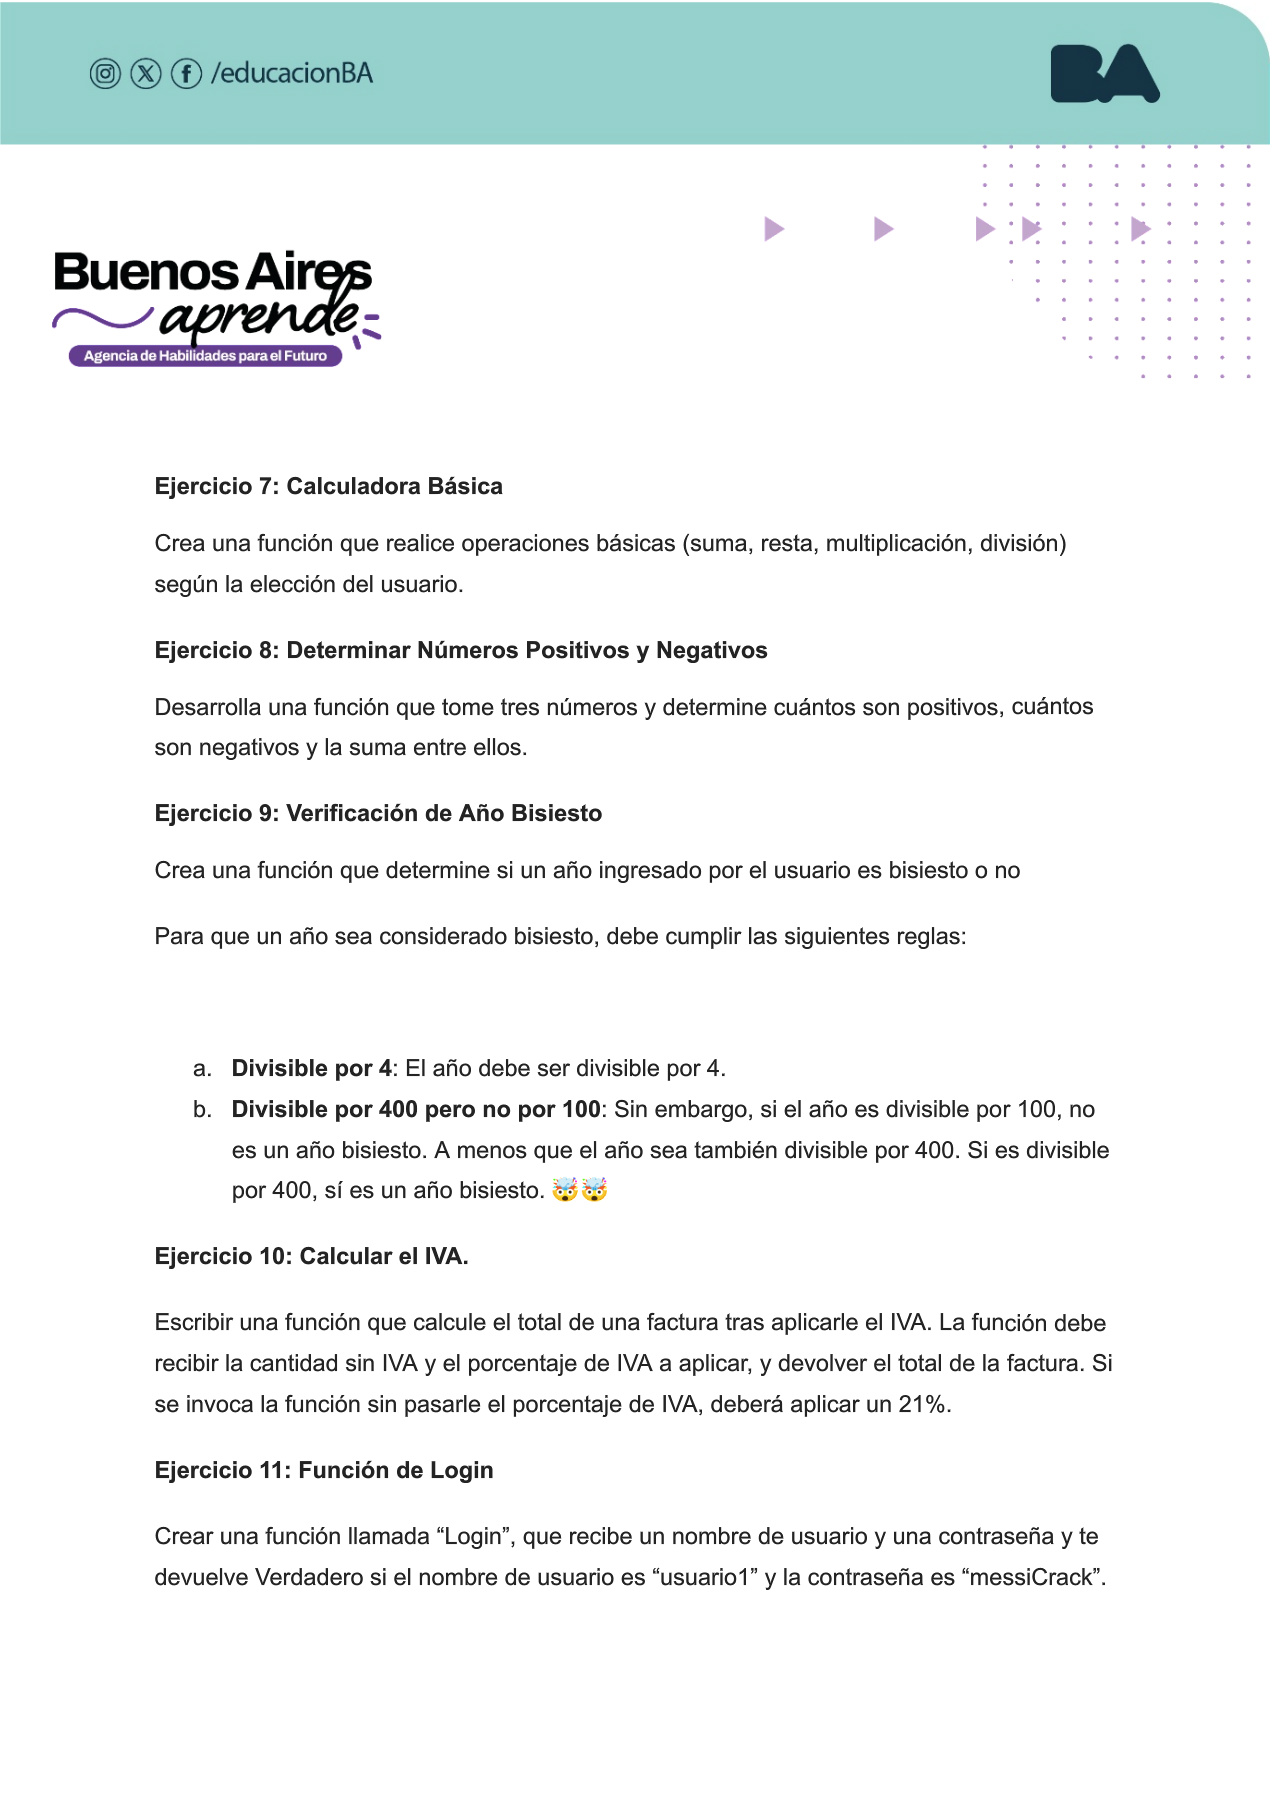 /educacionBA
BA
Buenos Aires
aprende
Agencia de Habilidades para el Futuro
Ejercicio 7: Calculadora Básica
Crea una función que realice operaciones básicas (suma, resta, multiplicación, división)
según la elección del usuario.
Ejercicio 8: Determinar Números Positivos y Negativos
Desarrolla una función que tome tres números y determine cuántos son positivos, cuántos
son negativos y la suma entre ellos.
Ejercicio 9: Verificación de Año Bisiesto
Crea una función que determine si un año ingresado por el usuario es bisiesto o no
Para que un año sea considerado bisiesto, debe cumplir las siguientes reglas:
a. Divisible por 4: El año debe ser divisible por 4.
b. Divisible por 400 pero no por 100: Sin embargo, si el año es divisible por 100, no
es un año bisiesto. A menos que el año sea también divisible por 400. Si es divisible
por 400, sí es un año bisiesto. 🤯🤯
Ejercicio 10: Calcular el IVA.
Escribir una función que calcule el total de una factura tras aplicarle el IVA. La función debe
recibir la cantidad sin IVA y el porcentaje de IVA a aplicar, y devolver el total de la factura. Si
se invoca la función sin pasarle el porcentaje de IVA, deberá aplicar un 21%.
Ejercicio 11: Función de Login
Crear una función llamada “Login”, que recibe un nombre de usuario y una contraseña y te
devuelve Verdadero si el nombre de usuario es “usuario1” y la contraseña es “messiCrack”.